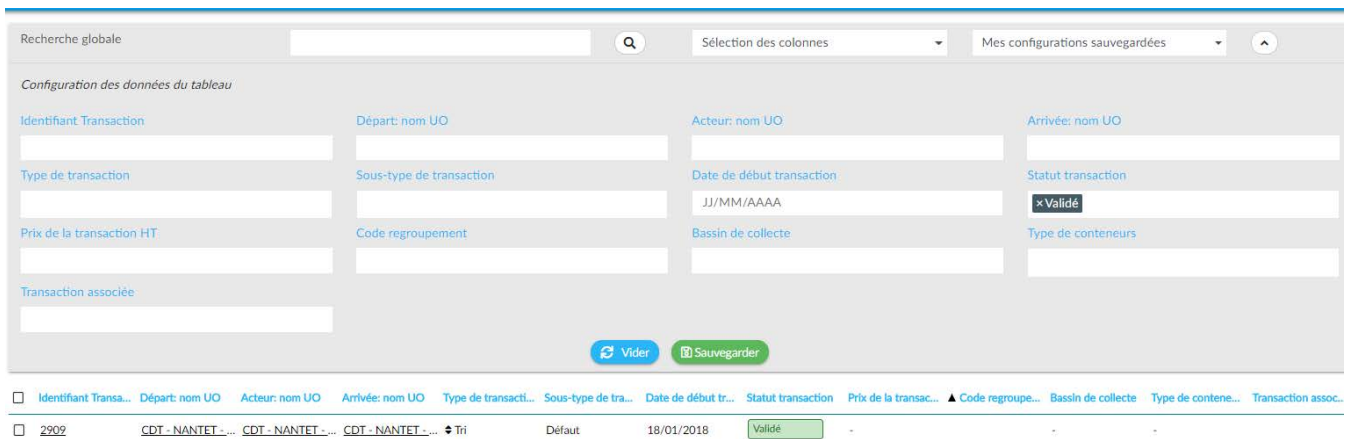 Recherche globale Sélection des colonnes Mes configurations sauvegardées
Configuration des données du tableau
Identifiant Transaction Départ: nom UO Acteur: nom UO Arrivée: nom UO
Type de transaction Sous-type de transaction Date de début transaction Statut transaction
JJ/MM/AAAA ×Validé
Prix de la transaction HT Code regroupement Bassin de collecte Type de conteneurs
Transaction associée
Vider Sauvegarder
Identifiant Transa... Départ: nom UO Acteur: nom UO Arrivée: nom UO Type de transacti... Sous-type de tra... Date de début tr... Statut transaction Prix de la transac... Code regroupe... Bassin de collecte Type de contene... Transaction assoc...
2909 CDT - NANTET - ... CDT - NANTET - ... CDT - NANTET - ... Tri Défaut 18/01/2018 Validé - - -